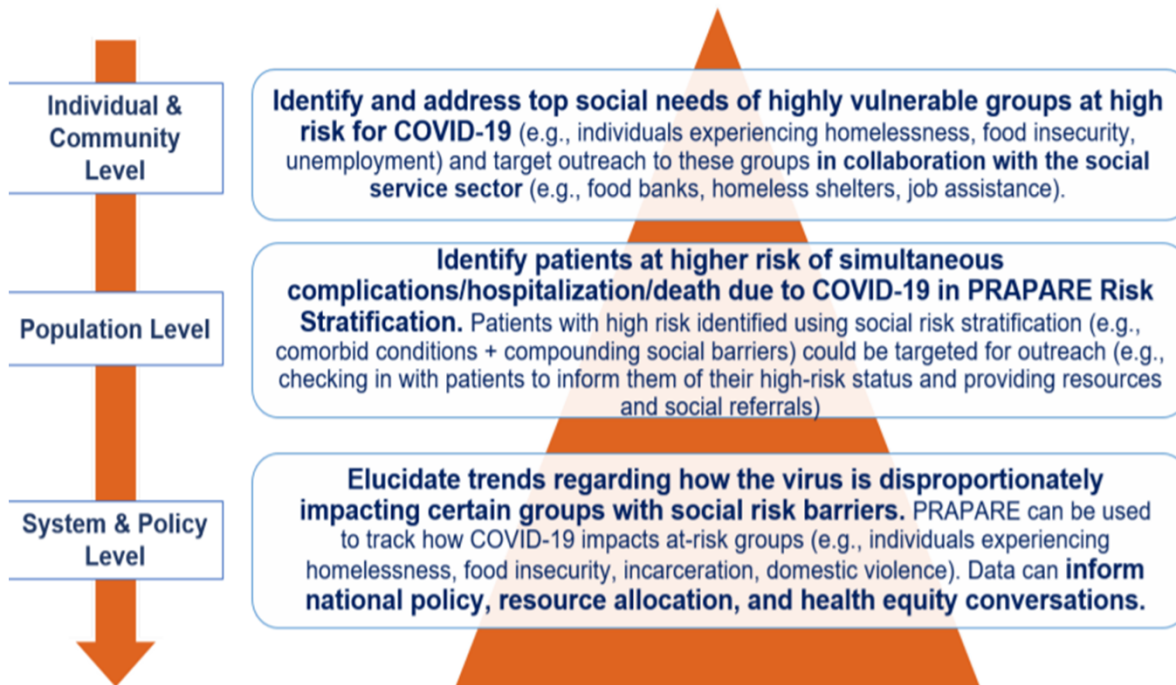 Individual &
Community
Level
Identify and address top social needs of highly vulnerable groups at high
risk for COVID-19 (e.g., individuals experiencing homelessness, food insecurity,
unemployment) and target outreach to these groups in collaboration with the social
service sector (e.g., food banks, homeless shelters, job assistance).
Population Level
Identify patients at higher risk of simultaneous
complications/hospitalization/death due to COVID-19 in PRAPARE Risk
Stratification. Patients with high risk identified using social risk stratification (e.g.,
comorbid conditions + compounding social barriers) could be targeted for outreach (e.g.,
checking in with patients to inform them of their high-risk status and providing resources
and social referrals)
System & Policy
Level
Elucidate trends regarding how the virus is disproportionately
impacting certain groups with social risk barriers. PRAPARE can be used
to track how COVID-19 impacts at-risk groups (e.g., individuals experiencing
homelessness, food insecurity, incarceration, domestic violence). Data can inform
national policy, resource allocation, and health equity conversations.